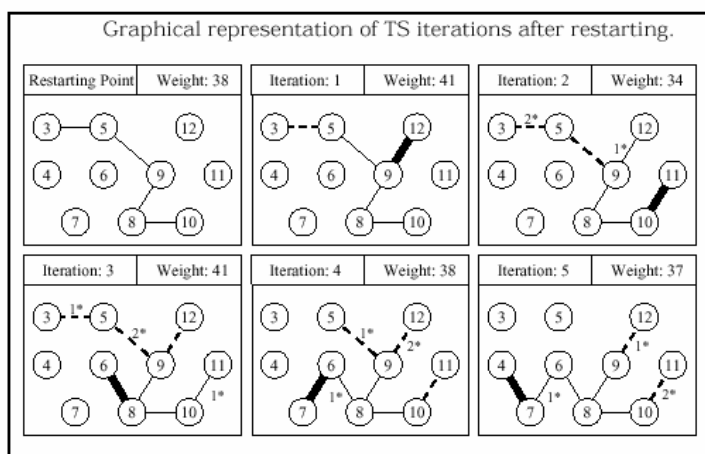 Graphical representation of TS iterations after restarting.
Restarting Point Weight: 38
3 5 12
4 6 9 11
7 8 10
Iteration: 1 Weight: 41
3 5 12
4 6 9 11
7 8 10
Iteration: 2 Weight: 34
3 2* 5 12
1*
4 6 9 11
7 8 10
Iteration: 3 Weight: 41
3 1* 5 12
2*
4 6 9 11
1*
7 8 10
Iteration: 4 Weight: 38
3 5 12
1* 2*
4 6 9 11
1*
7 8 10
Iteration: 5 Weight: 37
3 5 12
1*
4 6 9 11
1* 2*
7 8 10